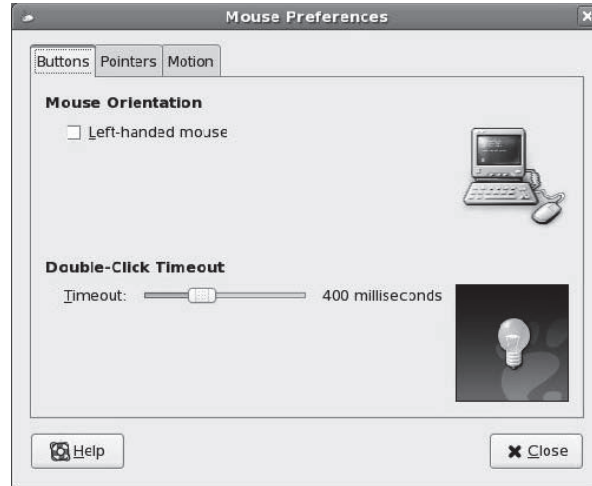 Mouse Preferences
Buttons Pointers Motion
Mouse Orientation
Left-handed mouse
Double-Click Timeout
Timeout: 400 milliseconds
Help Close